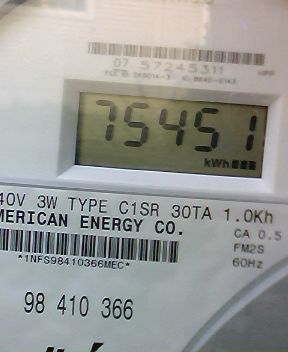 07 57245311
75451
kWh
40V 3W TYPE C1SR 30TA 1.0Kh
MERICAN ENERGY CO.
CA 0.5
FM2S
60Hz
*1NFS98410366MEC*
98 410 366